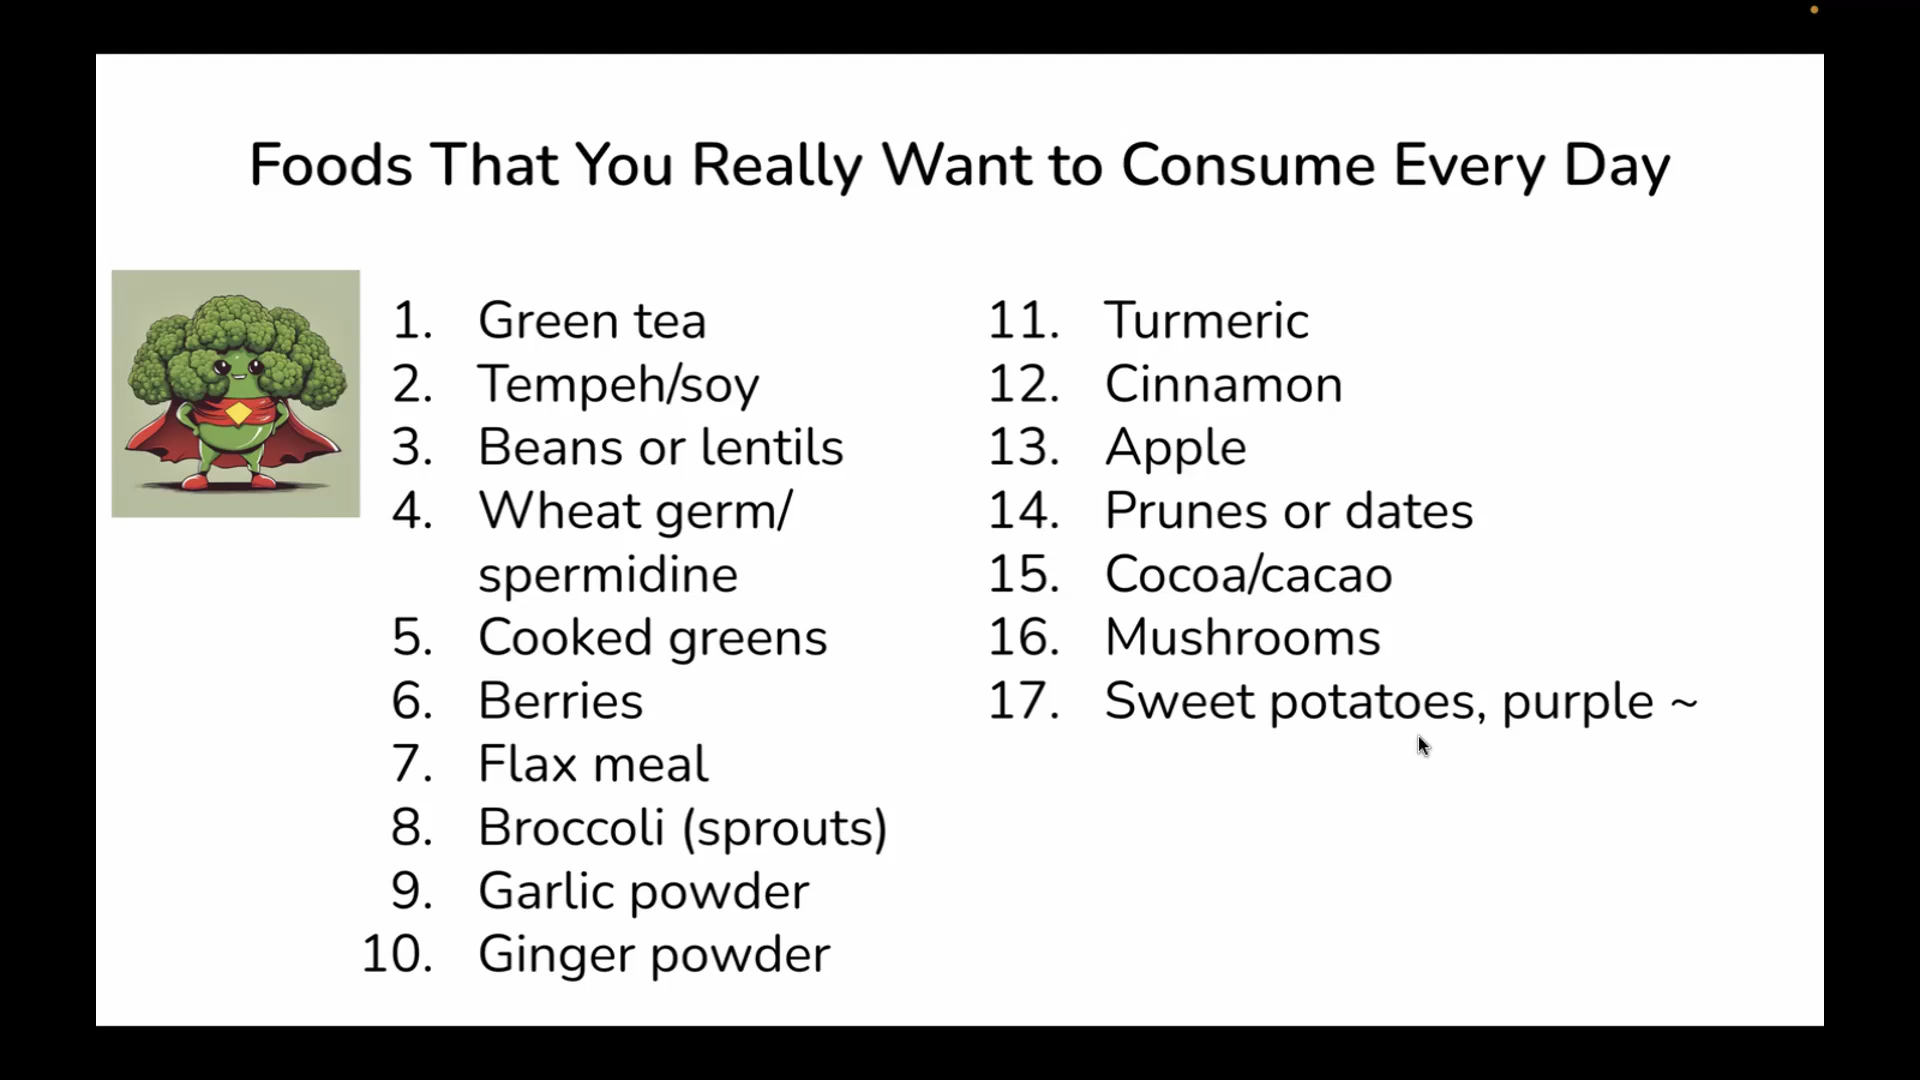 Foods That You Really Want to Consume Every Day
1. Green tea
2. Tempeh/soy
3. Beans or lentils
4. Wheat germ/
spermidine
5. Cooked greens
6. Berries
7. Flax meal
8. Broccoli (sprouts)
9. Garlic powder
10. Ginger powder
11. Turmeric
12. Cinnamon
13. Apple
14. Prunes or dates
15. Cocoa/cacao
16. Mushrooms
17. Sweet potatoes, purple ~